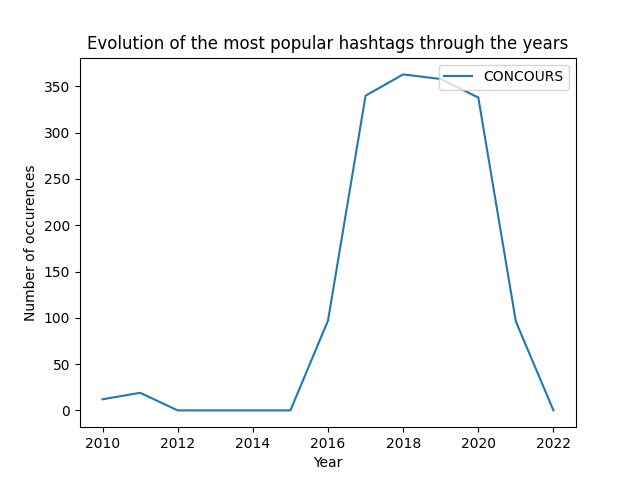 Evolution of the most popular hashtags through the years
CONCOURS
350
300
250
200
150
100
50
0
Number of occurences
2010 2012 2014 2016 2018 2020 2022
Year